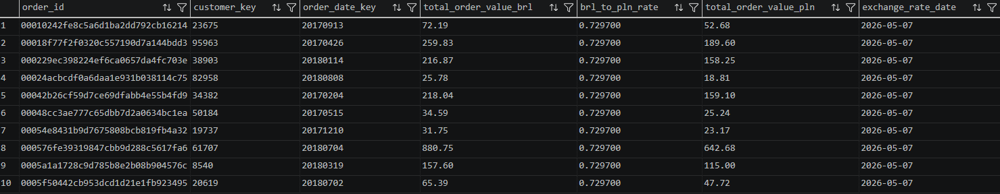 order_id customer_key order_date_key total_order_value_brl brl_to_pln_rate total_order_value_pln exchange_rate_date
1 00010242fe8c5a6d1ba2dd792cb16214 23675 20170913 72.19 0.729700 52.68 2026-05-07
2 00018f77f2f0320c557190d7a144bdd3 95963 20170426 259.83 0.729700 189.60 2026-05-07
3 000229ec398224ef6ca0657da4fc703e 38903 20180114 216.87 0.729700 158.25 2026-05-07
4 00024acbcdf0a6daa1e931b038114c75 82958 20180808 25.78 0.729700 18.81 2026-05-07
5 00042b26cf59d7ce69dfabb4e55b4fd9 34382 20170204 218.04 0.729700 159.10 2026-05-07
6 00048cc3ae777c65dbb7d2a0634bc1ea 50184 20170515 34.59 0.729700 25.24 2026-05-07
7 00054e8431b9d7675808bcb819fb4a32 19737 20171210 31.75 0.729700 23.17 2026-05-07
8 000576fe39319847cbb9d288c5617fa6 61707 20180704 880.75 0.729700 642.68 2026-05-07
9 0005a1a1728c9d785b8e2b08b904576c 8540 20180319 157.60 0.729700 115.00 2026-05-07
10 0005f50442cb953dcd1d21e1fb923495 20619 20180702 65.39 0.729700 47.72 2026-05-07